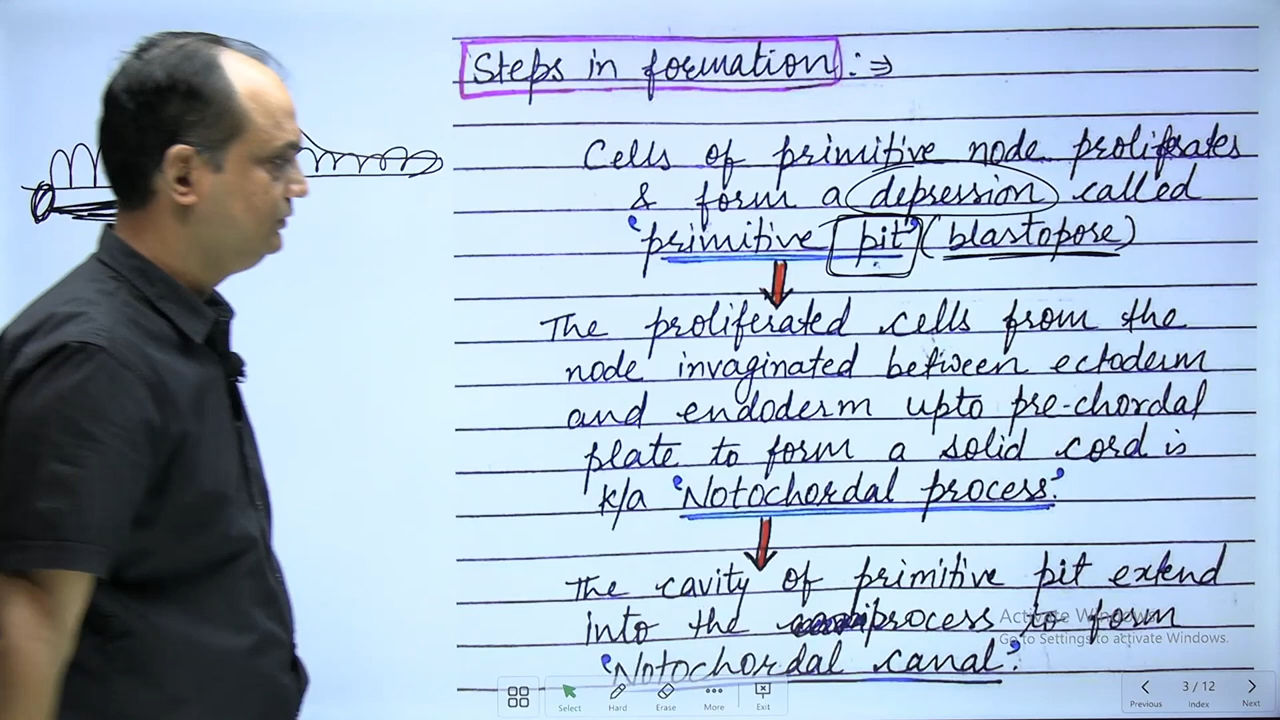 Steps in formation :⇒
Cells of primitive node proliferates
& form a depression called
'primitive pit' (blastopose)
The proliferated cells from the
node invaginated between ectoderm
and endoderm upto pre-chordal
plate to form a solid cord is
k/a 'Notochordal process.'
The cavity of primitive pit extend
into the process to form
'Notochordal canal.'
Activate Windows
Go to Settings to activate Windows.
Select Hard Erase More Exit
Previous 3 / 12 Index Next